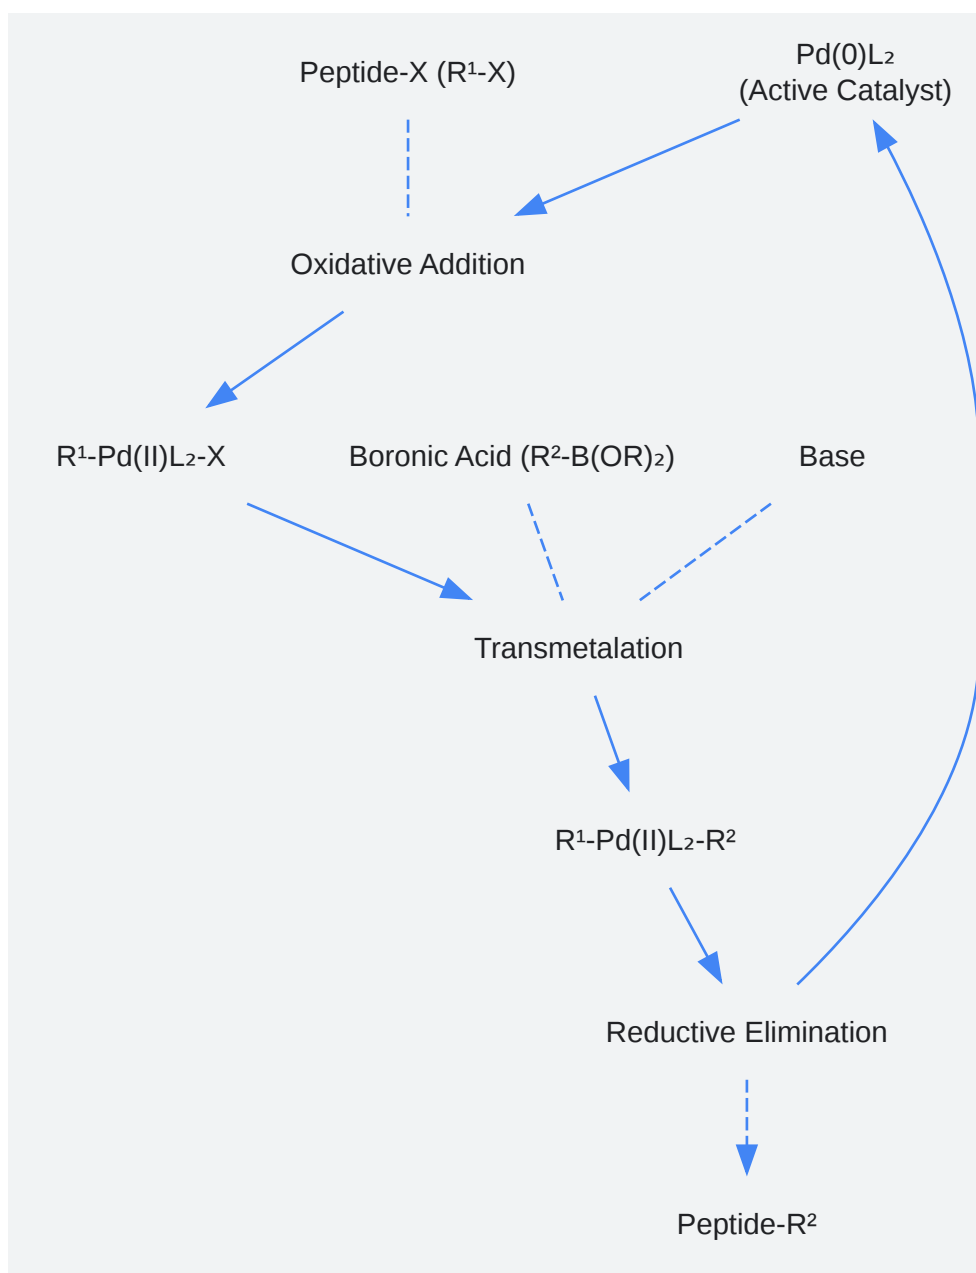 Peptide-X (R¹-X)
Pd(0)L₂
(Active Catalyst)
Oxidative Addition
R¹-Pd(II)L₂-X
Boronic Acid (R²-B(OR)₂)
Base
Transmetalation
R¹-Pd(II)L₂-R²
Reductive Elimination
Peptide-R²